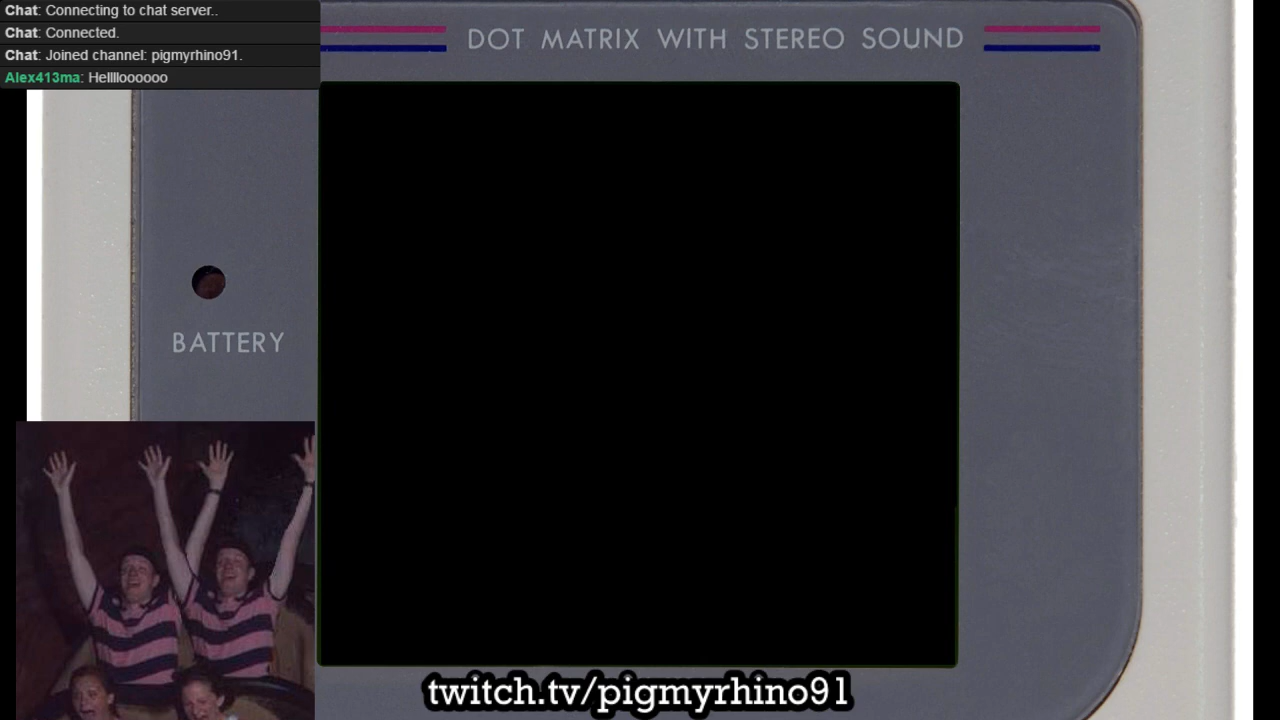 Chat: Connecting to chat server..
Chat: Connected.
Chat: Joined channel: pigmyrhino91.
Alex413ma: Helllloooooo
DOT MATRIX WITH STEREO SOUND
BATTERY
twitch.tv/pigmyrhino91